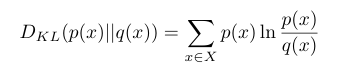 D_{KL}(p(x)||q(x)) = \sum_{x \in X} p(x) \ln \frac{p(x)}{q(x)}